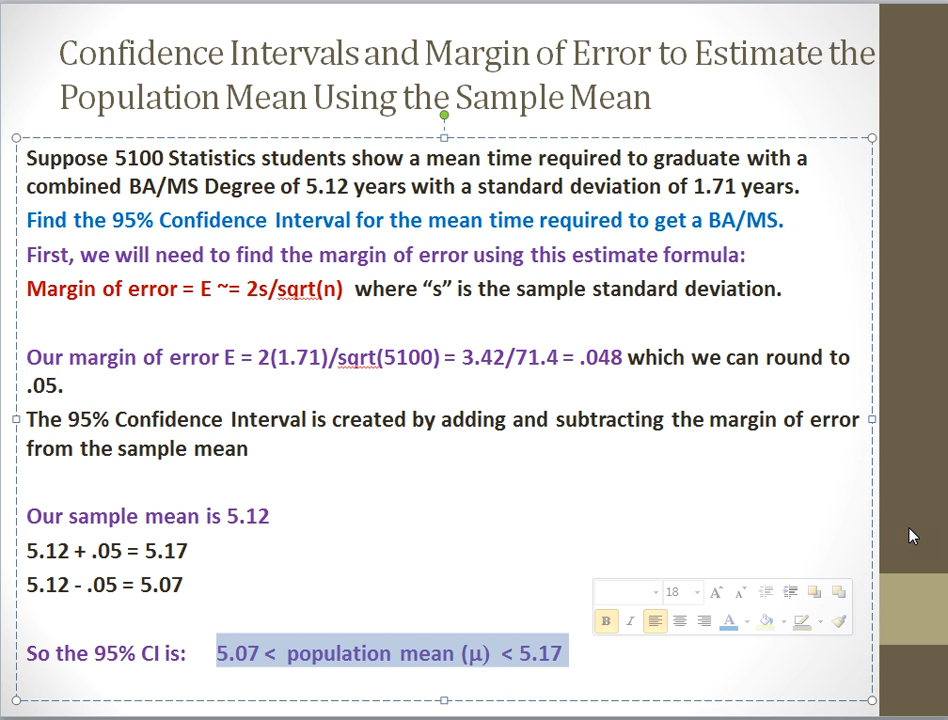 Confidence Intervals and Margin of Error to Estimate the
Population Mean Using the Sample Mean
Suppose 5100 Statistics students show a mean time required to graduate with a
combined BA/MS Degree of 5.12 years with a standard deviation of 1.71 years.
Find the 95% Confidence Interval for the mean time required to get a BA/MS.
First, we will need to find the margin of error using this estimate formula:
Margin of error = E ~= 2s/sqrt(n) where “s” is the sample standard deviation.
Our margin of error E = 2(1.71)/sqrt(5100) = 3.42/71.4 = .048 which we can round to
.05.
The 95% Confidence Interval is created by adding and subtracting the margin of error
from the sample mean
Our sample mean is 5.12
5.12 + .05 = 5.17
5.12 - .05 = 5.07
18 A A
B I A
So the 95% CI is: 5.07 < population mean (μ) < 5.17